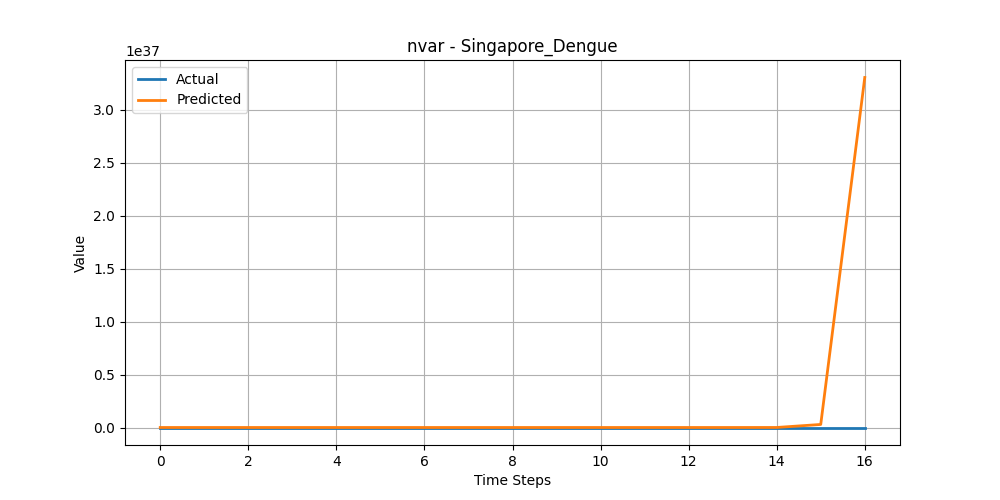 nvar - Singapore_Dengue
1e37
Actual
Predicted
3.0
2.5
2.0
1.5
1.0
0.5
0.0
Value
0 2 4 6 8 10 12 14 16
Time Steps